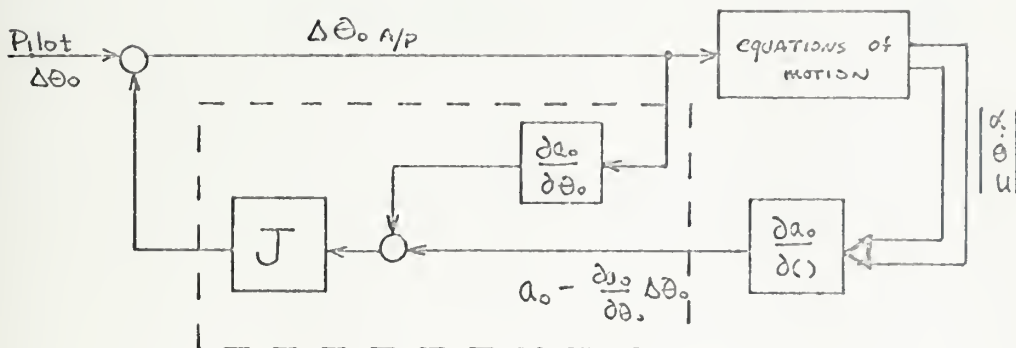 Pilot
Δθ₀
Δθ₀ A/P
EQUATIONS of
MOTION
α
θ̇
u
∂a₀
∂θ₀
J
∂a₀
∂()
a₀ - ∂a₀/∂θ₀ Δθ₀